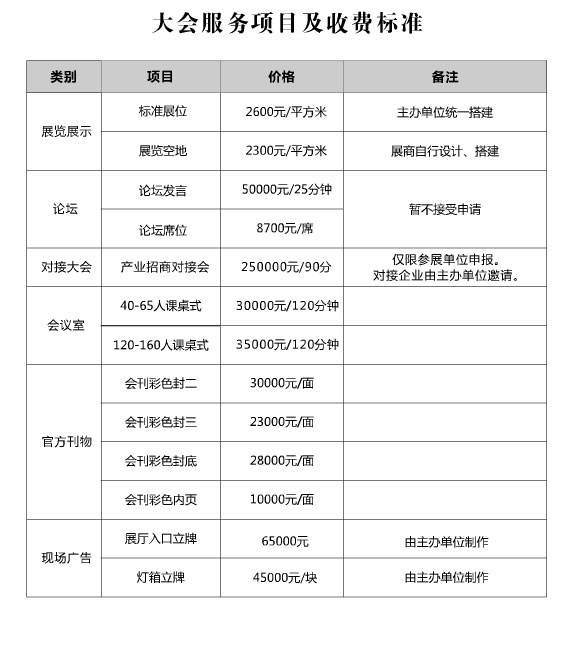 大会服务项目及收费标准
类别 项目 价格 备注
展览展示 标准展位 2600元/平方米 主办单位统一搭建
展览空地 2300元/平方米 展商自行设计、搭建
论坛 论坛发言 50000元/25分钟 暂不接受申请
论坛席位 8700元/席
对接大会 产业招商对接会 250000元/90分 仅限参展单位申报。
对接企业由主办单位邀请。
会议室 40-65人课桌式 30000元/120分钟
120-160人课桌式 35000元/120分钟
官方刊物 会刊彩色封二 30000元/面
会刊彩色封三 23000元/面
会刊彩色封底 28000元/面
会刊彩色内页 10000元/面
现场广告 展厅入口立牌 65000元 由主办单位制作
灯箱立牌 45000元/块 由主办单位制作